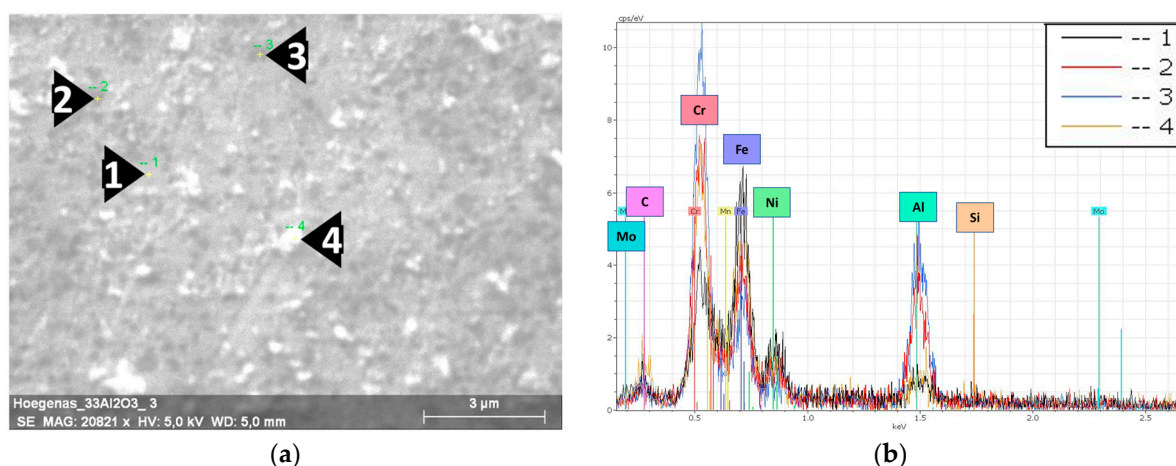 -- 3
3
-- 2
2
-- 1
1
-- 4
4
Hoegenas_33Al2O3_ 3
SE MAG: 20821 x HV: 5,0 kV WD: 5,0 mm
3 µm
(a)
cps/eV
10
8
6
4
2
0
-- 1
-- 2
-- 3
-- 4
Cr
Fe
C
Ni
Al
Si
Mo
Cr
Mn
Fe
Mo
0.5
1.0
1.5
2.0
2.5
keV
(b)